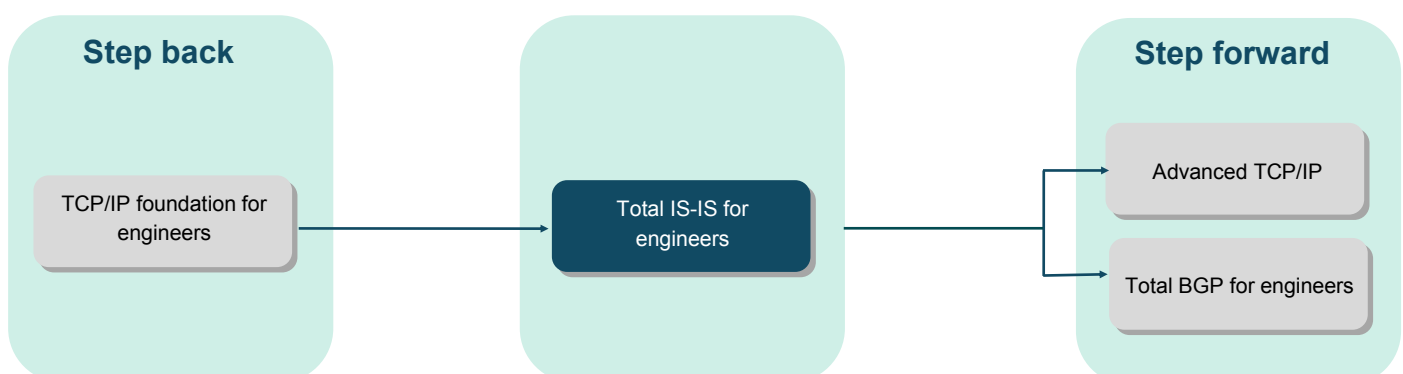 Step back
TCP/IP foundation for
engineers
Total IS-IS for
engineers
Step forward
Advanced TCP/IP
Total BGP for engineers